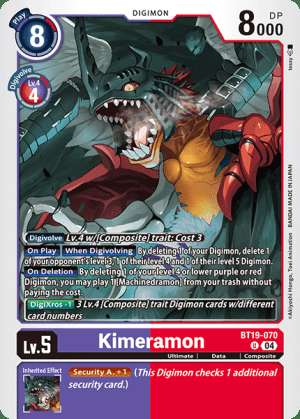 Play
DIGIMON
8
8000 DP
Digivolve
Lv.4
4
©Akiyoshi Hongo, Toei Animation ・BANDAI MADE IN JAPAN
Digivolve Lv.4 w/[Composite] trait: Cost 3
On Play When Digivolving By deleting 1 of your Digimon, delete 1
of your opponent's level 3, 1 of their level 4 and 1 of their level 5 Digimon.
On Deletion By deleting 1 of your level 4 or lower purple or red
Digimon, you may play 1 [Machinedramon] from your trash without
paying the cost.
DigiXros -1 3 Lv.4 [Composite] trait Digimon cards w/different
card numbers
BT19-070
Lv.5
Kimeramon
R 04
Ultimate
Data
Composite
Inherited Effect
Security A. +1 (This Digimon checks 1 additional
security card.)